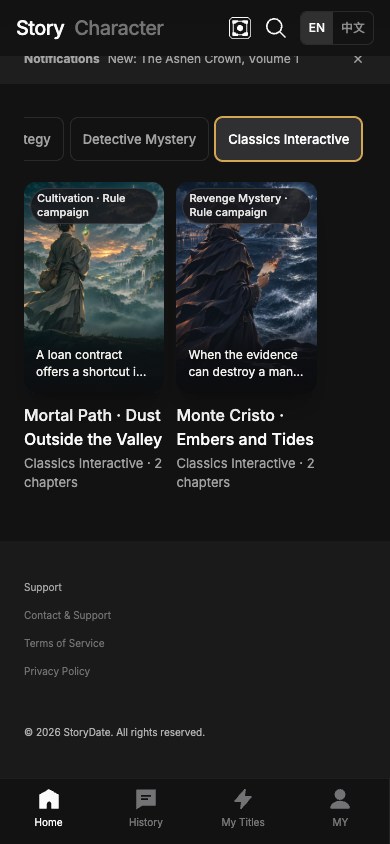 Story Character
EN 中文
Notifications New: The Ashen Crown, Volume 1 ×
tegy Detective Mystery Classics Interactive
Cultivation · Rule
campaign
A loan contract
offers a shortcut i...
Mortal Path · Dust
Outside the Valley
Classics Interactive · 2
chapters
Revenge Mystery ·
Rule campaign
When the evidence
can destroy a man...
Monte Cristo ·
Embers and Tides
Classics Interactive · 2
chapters
Support
Contact & Support
Terms of Service
Privacy Policy
© 2026 StoryDate. All rights reserved.
Home History My Titles MY